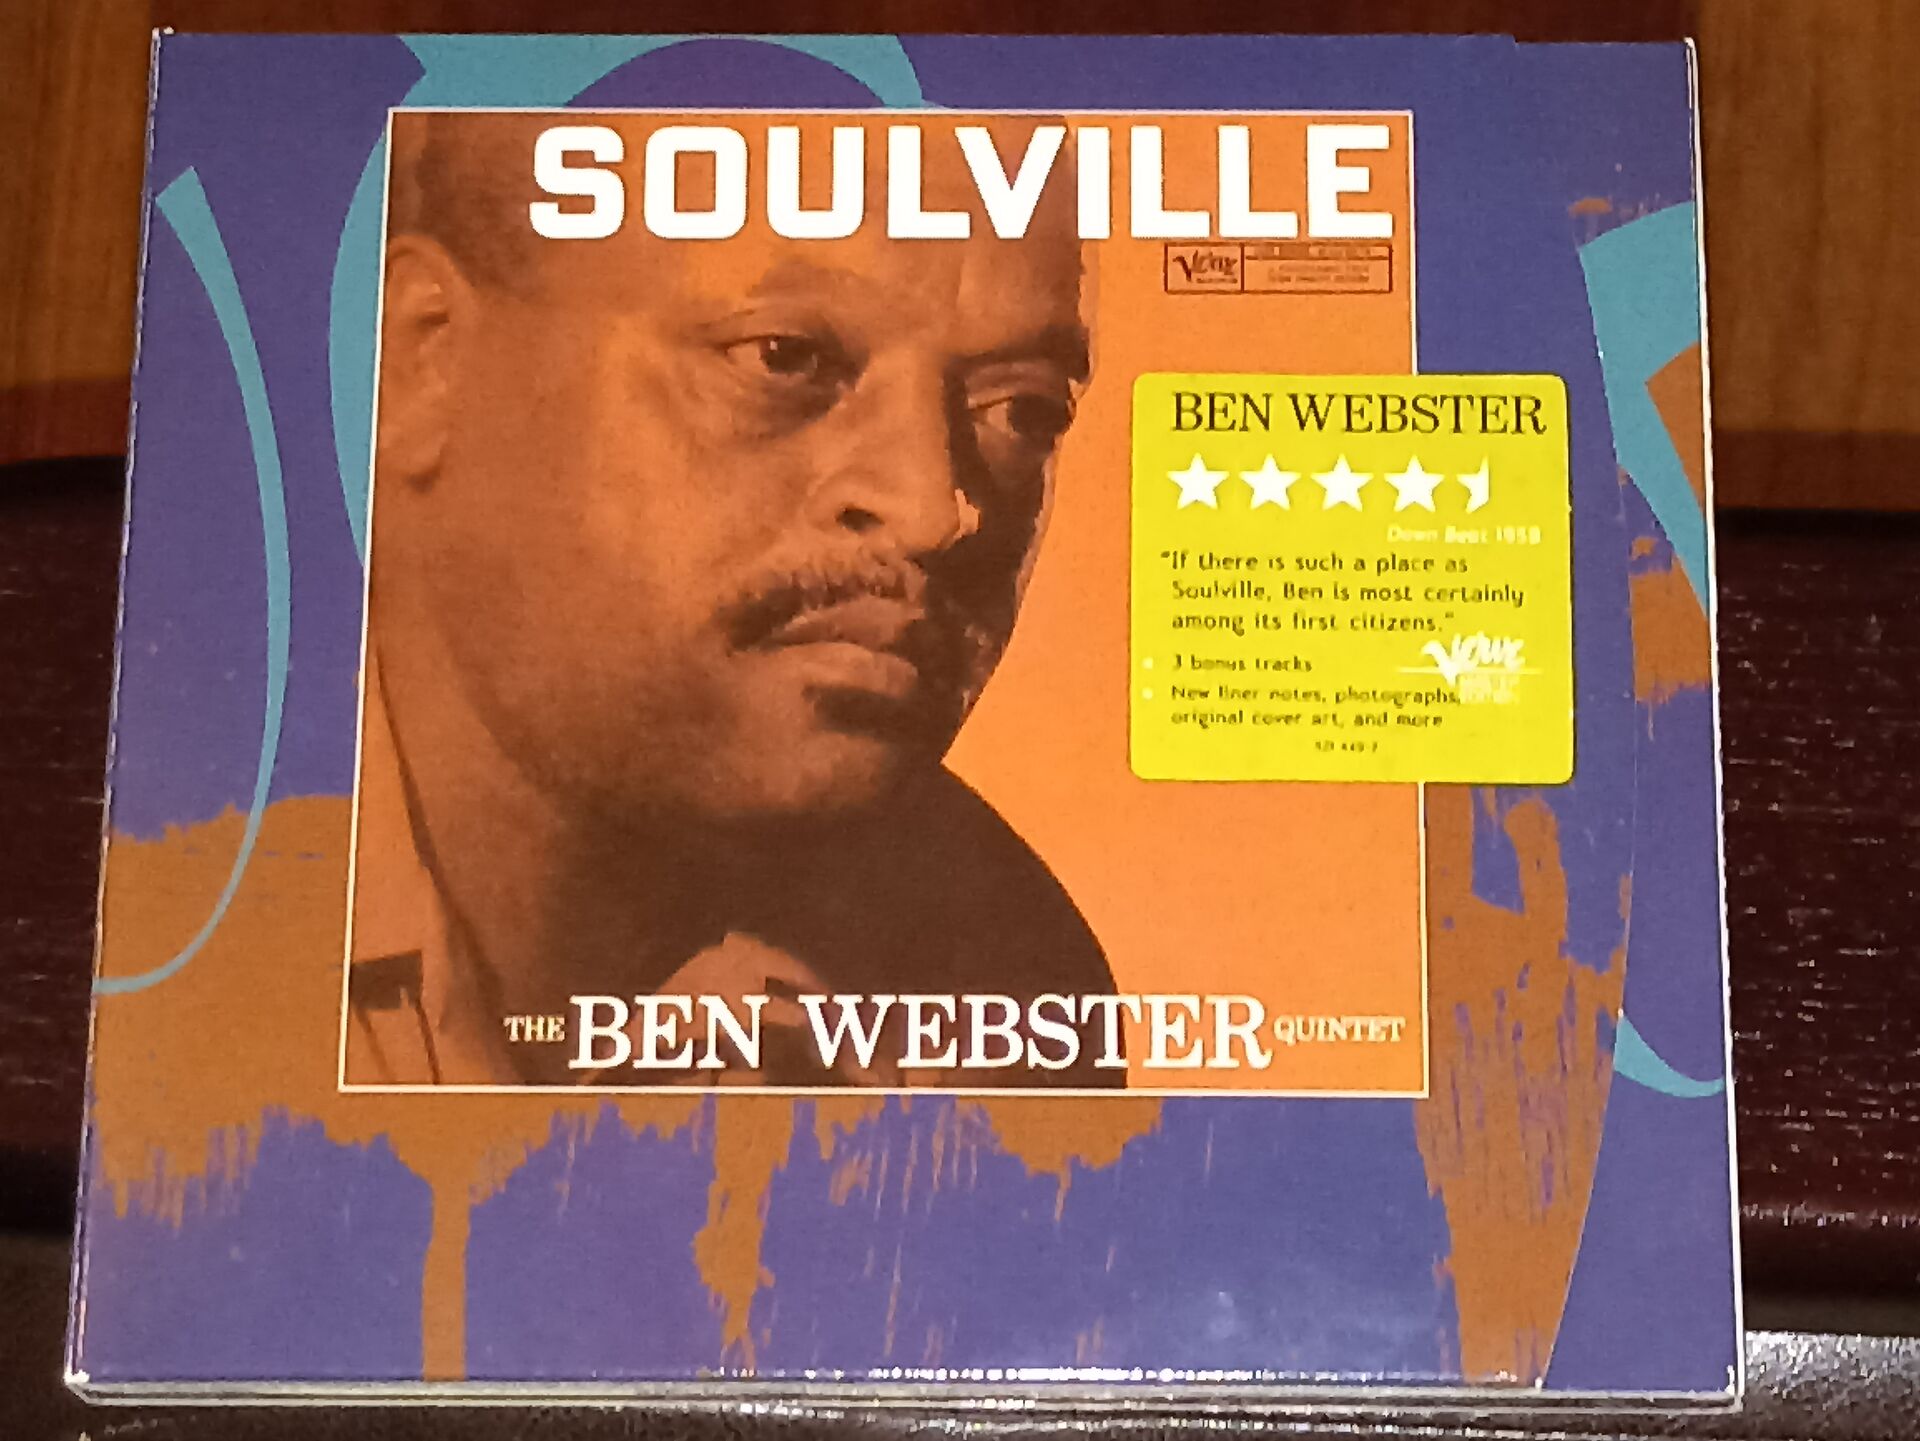 SOULVILLE
Verve
BEN WEBSTER
Down Beat 1958
"If there is such a place as
Soulville, Ben is most certainly
among its first citizens."
Verve
3 bonus tracks
New liner notes, photographs,
original cover art, and more
THE BEN WEBSTER QUINTET